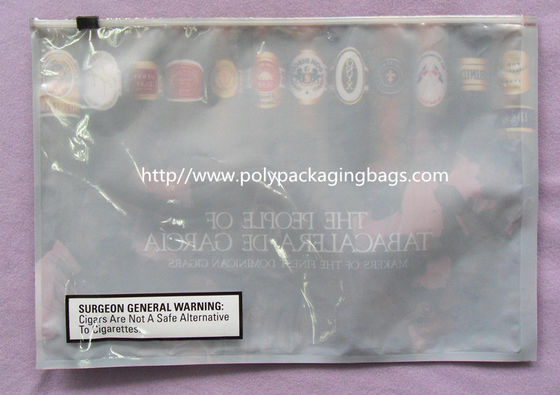 http//www.polypackagingbags.com
THE PEOPLE OF
TABACALERA DE GARCIA
MAKERS OF THE FINEST DOMINICAN CIGARS
SURGEON GENERAL WARNING:
Cigars Are Not A Safe Alternative
To Cigarettes.